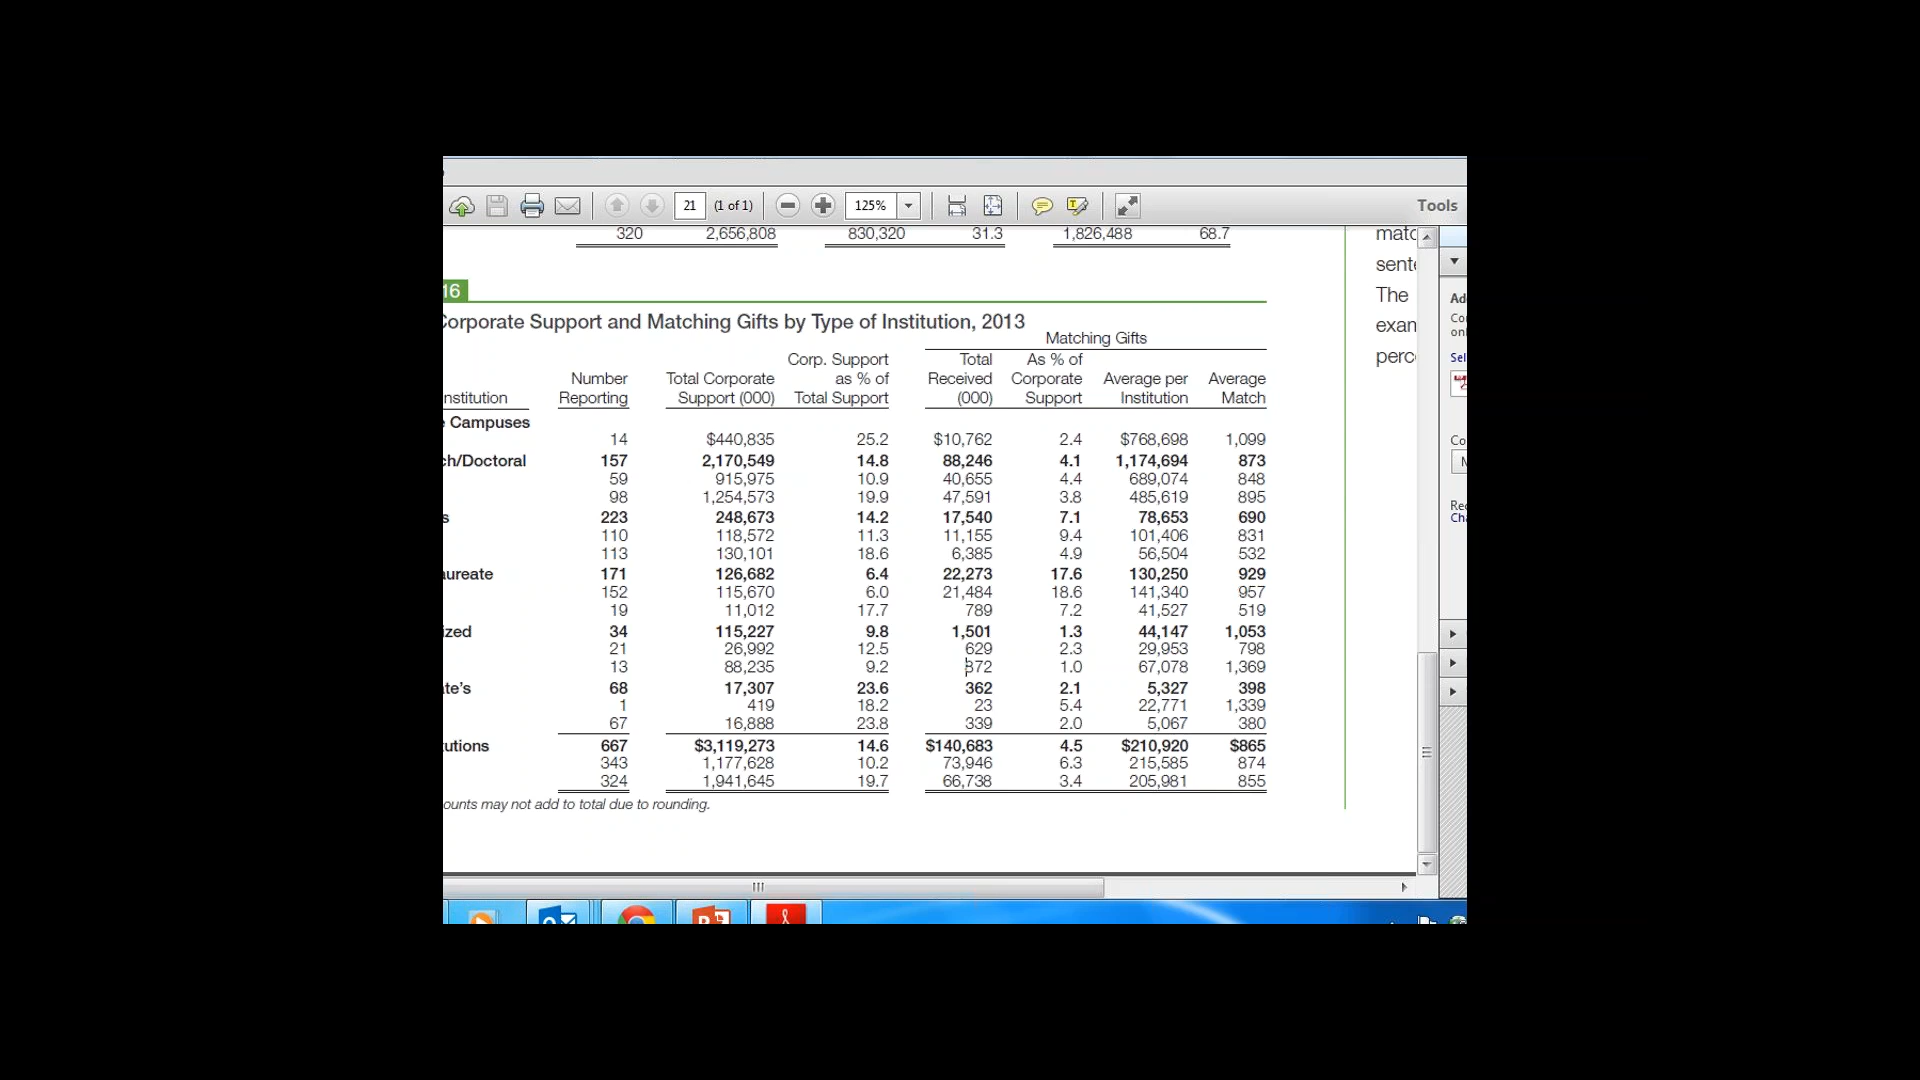 21 (1 of 1) 125% Tools
320 2,656,808 830,320 31.3 1,826,488 68.7
matc
sente
The
exam
perce
16
Corporate Support and Matching Gifts by Type of Institution, 2013
Matching Gifts
Corp. Support Total As % of
Number Total Corporate as % of Received Corporate Average per Average
nstitution Reporting Support (000) Total Support (000) Support Institution Match
e Campuses
14 $440,835 25.2 $10,762 2.4 $768,698 1,099
ch/Doctoral 157 2,170,549 14.8 88,246 4.1 1,174,694 873
59 915,975 10.9 40,655 4.4 689,074 848
98 1,254,573 19.9 47,591 3.8 485,619 895
s 223 248,673 14.2 17,540 7.1 78,653 690
110 118,572 11.3 11,155 9.4 101,406 831
113 130,101 18.6 6,385 4.9 56,504 532
aureate 171 126,682 6.4 22,273 17.6 130,250 929
152 115,670 6.0 21,484 18.6 141,340 957
19 11,012 17.7 789 7.2 41,527 519
ized 34 115,227 9.8 1,501 1.3 44,147 1,053
21 26,992 12.5 629 2.3 29,953 798
13 88,235 9.2 872 1.0 67,078 1,369
te's 68 17,307 23.6 362 2.1 5,327 398
1 419 18.2 23 5.4 22,771 1,339
67 16,888 23.8 339 2.0 5,067 380
utions 667 $3,119,273 14.6 $140,683 4.5 $210,920 $865
343 1,177,628 10.2 73,946 6.3 215,585 874
324 1,941,645 19.7 66,738 3.4 205,981 855
ounts may not add to total due to rounding.
Ad
Co
onl
Sel
Co
Rec
Cha